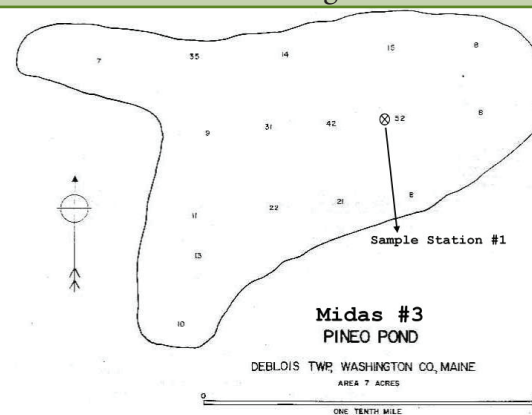 35 14 15 8
7
9 31 42 52 8
11 22 21 8
Sample Station #1
13
10
Midas #3
PINEO POND
DEBLOIS TWP, WASHINGTON CO., MAINE
AREA 7 ACRES
0
ONE TENTH MILE